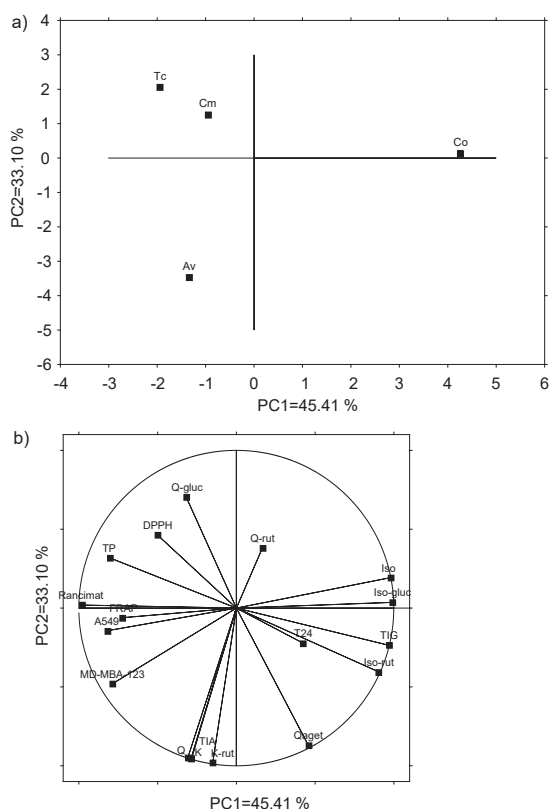 a)
4
3
2
1
0
-1
-2
-3
-4
-5
-6
PC2=33.10 %
Tc
Cm
Co
Av
-4 -3 -2 -1 0 1 2 3 4 5 6
PC1=45.41 %
b)
PC2=33.10 %
Q-gluc
DPPH
Q-rut
TP
Iso
Rancimat
Iso-gluc
FRAP
A549
T24
TIG
Iso-rut
MD-MBA-123
Qaget
TIA
Q K K-rut
PC1=45.41 %